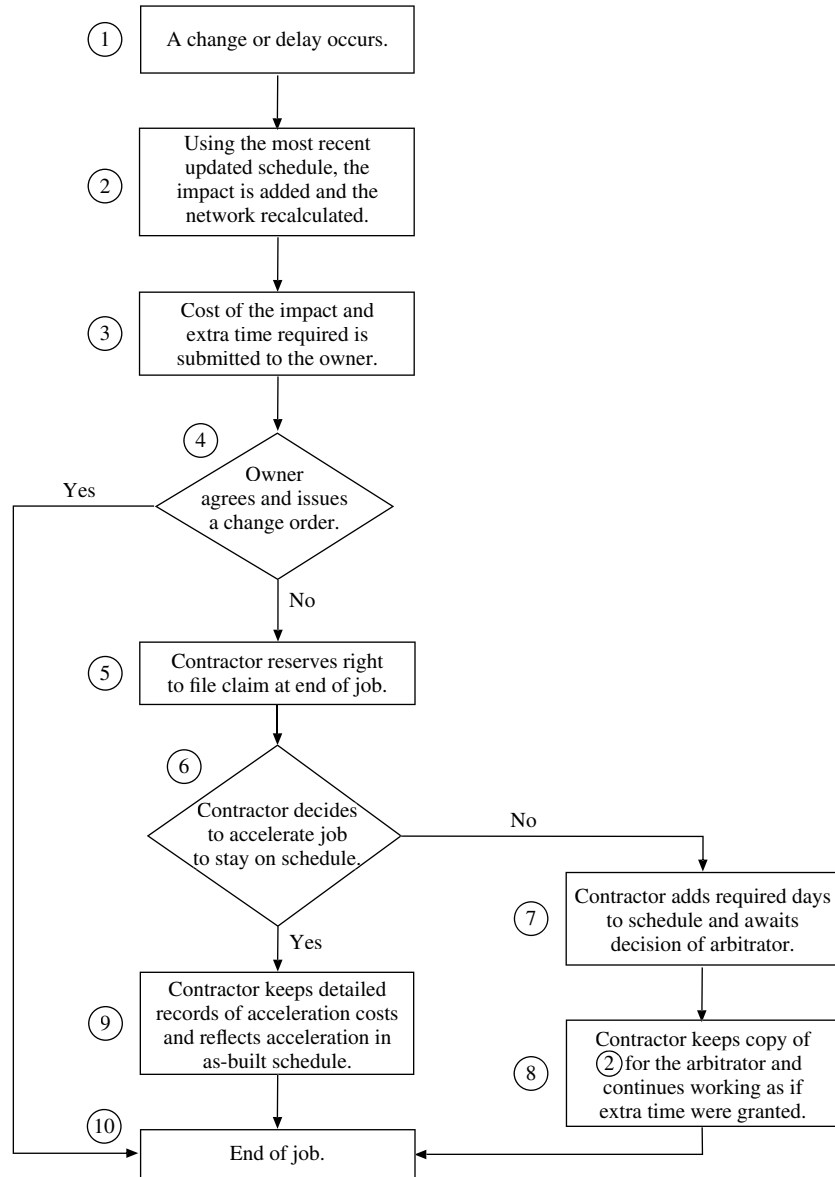 1
A change or delay occurs.
2
Using the most recent
updated schedule, the
impact is added and the
network recalculated.
3
Cost of the impact and
extra time required is
submitted to the owner.
4
Owner
agrees and issues
a change order.
Yes
No
5
Contractor reserves right
to file claim at end of job.
6
Contractor decides
to accelerate job
to stay on schedule.
No
Yes
7
Contractor adds required days
to schedule and awaits
decision of arbitrator.
8
Contractor keeps copy of
2 for the arbitrator and
continues working as if
extra time were granted.
9
Contractor keeps detailed
records of acceleration costs
and reflects acceleration in
as-built schedule.
10
End of job.